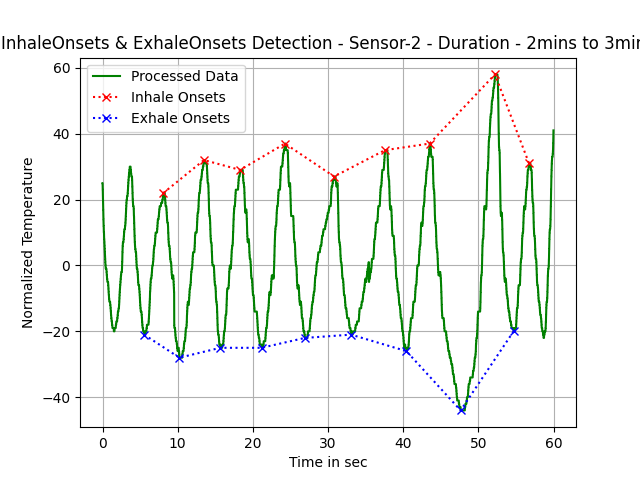 InhaleOnsets & ExhaleOnsets Detection - Sensor-2 - Duration - 2mins to 3min
Processed Data
Inhale Onsets
Exhale Onsets
60
40
20
0
−20
−40
Normalized Temperature
0 10 20 30 40 50 60
Time in sec